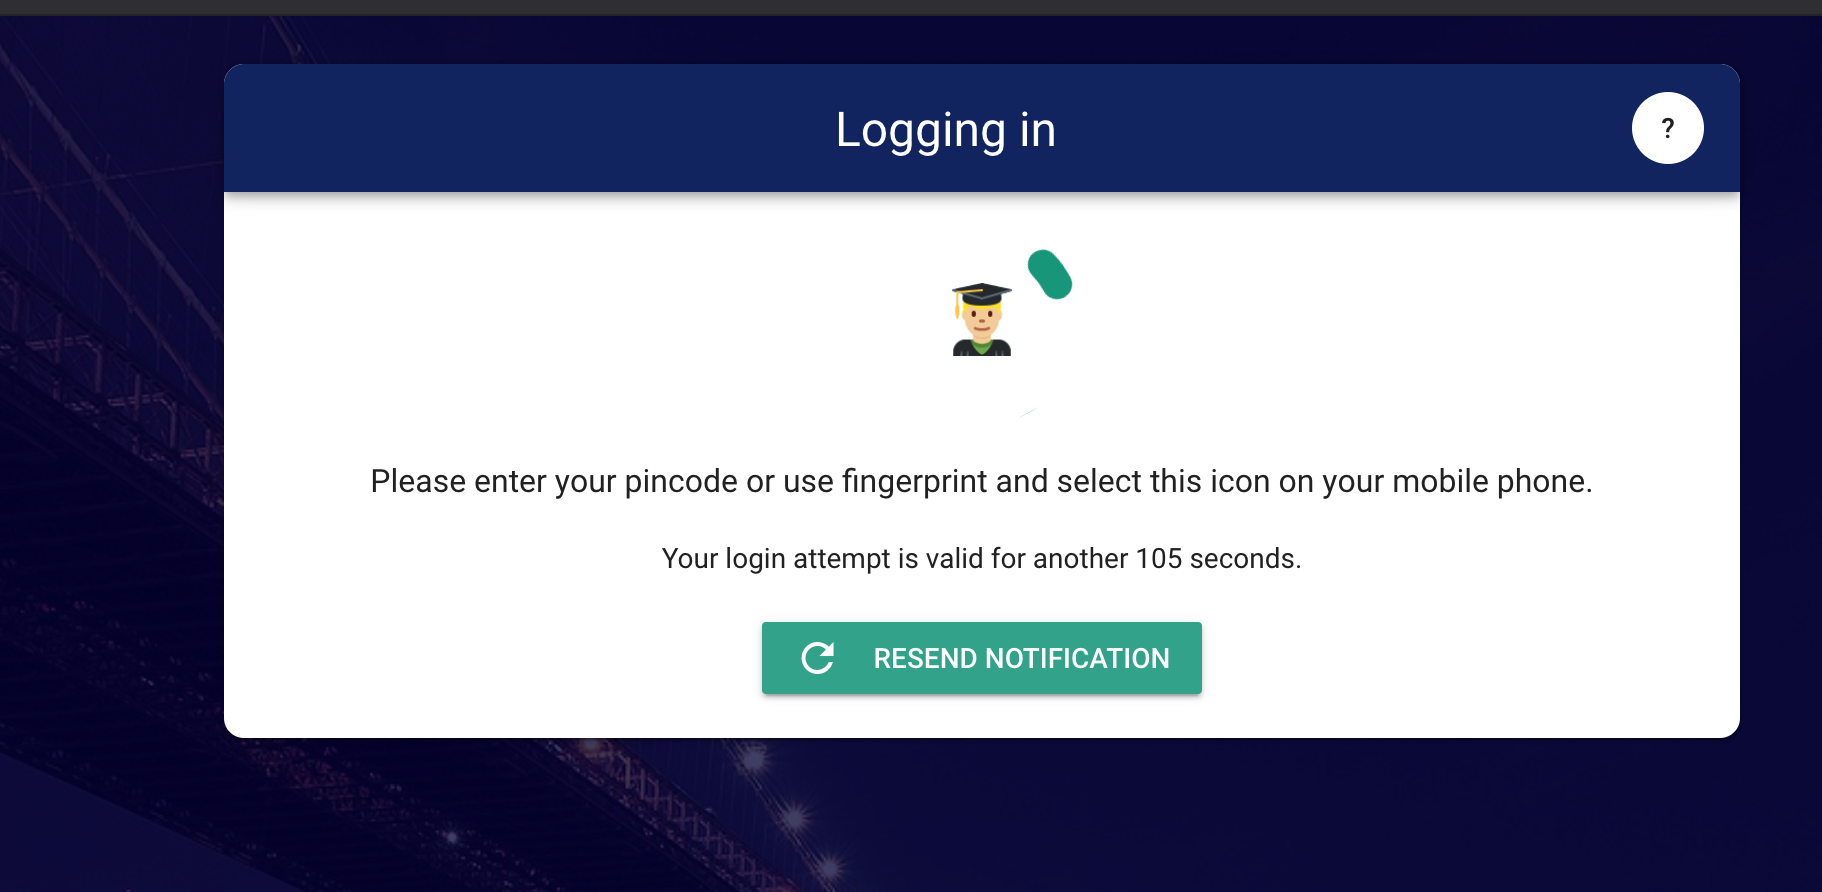 Logging in
?
Please enter your pincode or use fingerprint and select this icon on your mobile phone.
Your login attempt is valid for another 105 seconds.
RESEND NOTIFICATION